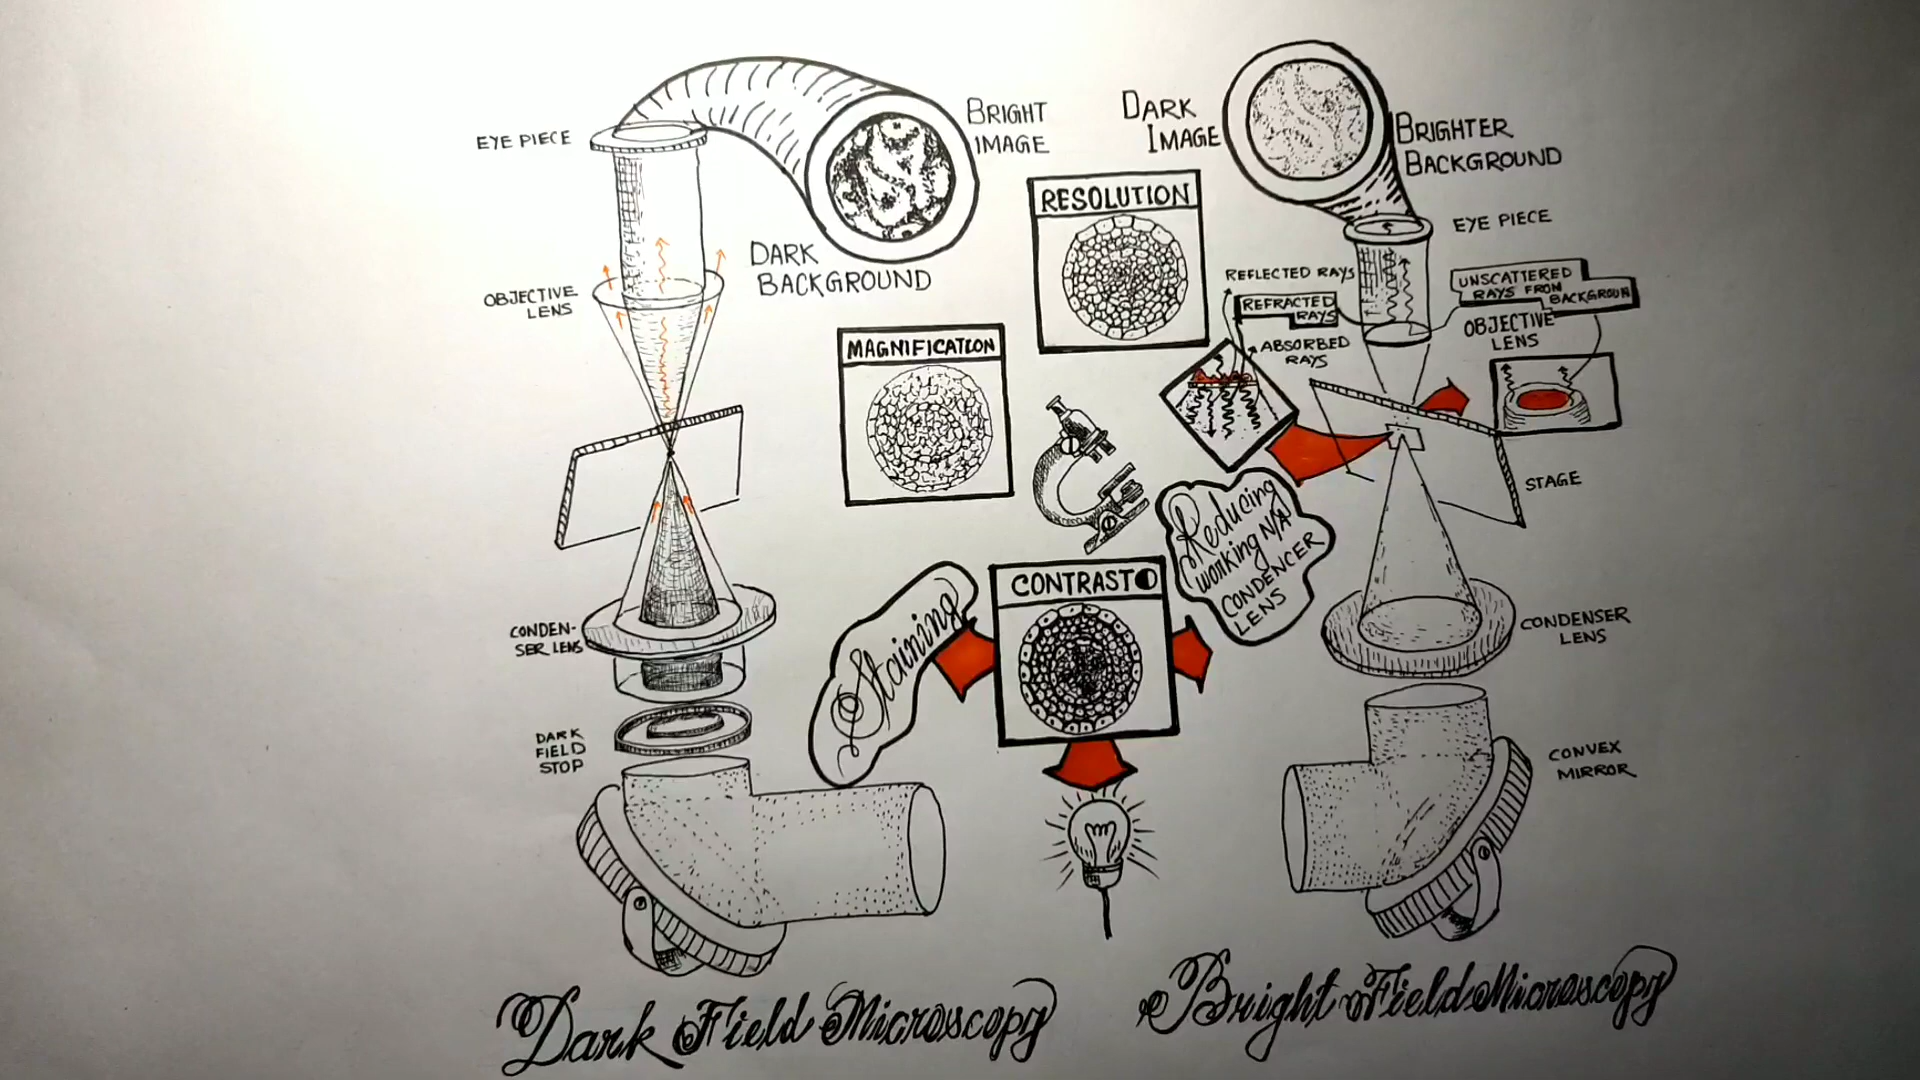 EYE PIECE
BRIGHT
IMAGE
DARK
BACKGROUND
OBJECTIVE
LENS
CONDEN-
SER LENS
DARK
FIELD
STOP
Dark Field Microscopy
MAGNIFICATION
RESOLUTION
CONTRAST
Staining
Reducing
working N/A
CONDENCER
LENS
DARK
IMAGE
BRIGHTER
BACKGROUND
EYE PIECE
REFLECTED RAYS
REFRACTED
RAYS
ABSORBED
RAYS
UNSCATTERED
RAYS FROM
BACKGROUN
OBJECTIVE
LENS
STAGE
CONDENSER
LENS
CONVEX
MIRROR
Bright Field Microscopy